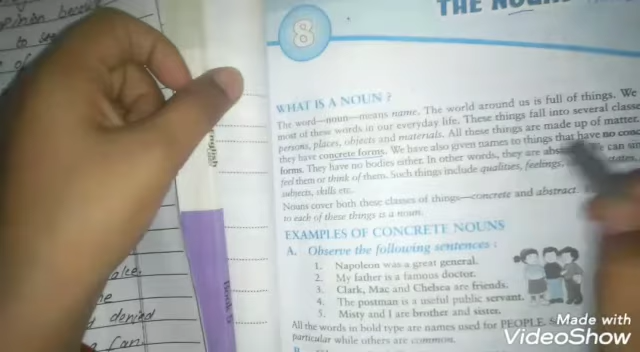 opinion
to
8
THE
WHAT IS A NOUN ?
The word—noun—means name. The world around us is full of things. We
most of these words in our everyday life. These things fall into several classe
persons, places, objects and materials. All these things are made up of matter.
they have concrete forms. We have also given names to things that have no conc
forms. They have no bodies either. In other words, they are We can
feel them or think of them. Such things include qualities, feelings,
subjects, skills etc.
Nouns cover both these classes of things—concrete and abstract.
to each of these things is a noun.
EXAMPLES OF CONCRETE NOUNS
A. Observe the following sentences :
1. Napoleon was a great general.
2. My father is a famous doctor.
3. Clark, Mac and Chelsea are friends.
4. The postman is a useful public servant.
5. Misty and I are brother and sister.
All the words in bold type are names used for PEOPLE.
particular while others are common.
English
Book
denied
Made with
VideoShow